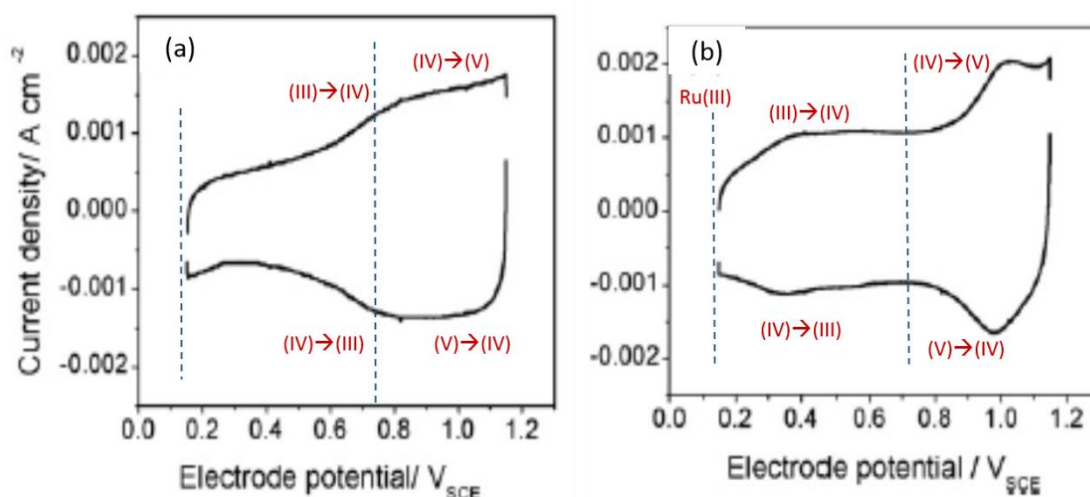 (a)
(IV)→(V)
(III)→(IV)
(IV)→(III)
(V)→(IV)
0.002
0.001
0.000
-0.001
-0.002
Current density/ A cm⁻²
0.0 0.2 0.4 0.6 0.8 1.0 1.2
Electrode potential/ V_SCE
(b)
(IV)→(V)
Ru(III)
(III)→(IV)
(IV)→(III)
(V)→(IV)
0.002
0.001
0.000
-0.001
-0.002
0.0 0.2 0.4 0.6 0.8 1.0 1.2
Electrode potential / V_SCE